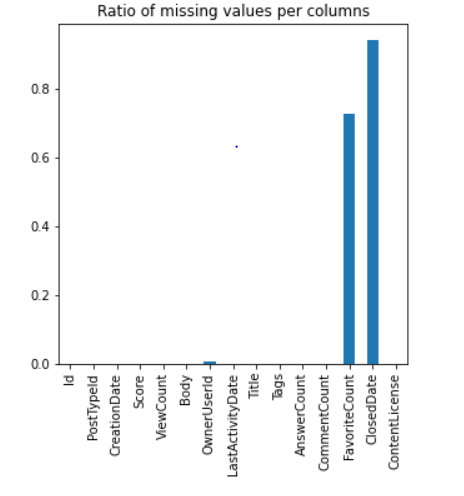 Ratio of missing values per columns
0.8
0.6
0.4
0.2
0.0
Id
PostTypeId
CreationDate
Score
ViewCount
Body
OwnerUserId
LastActivityDate
Title
Tags
AnswerCount
CommentCount
FavoriteCount
ClosedDate
ContentLicense